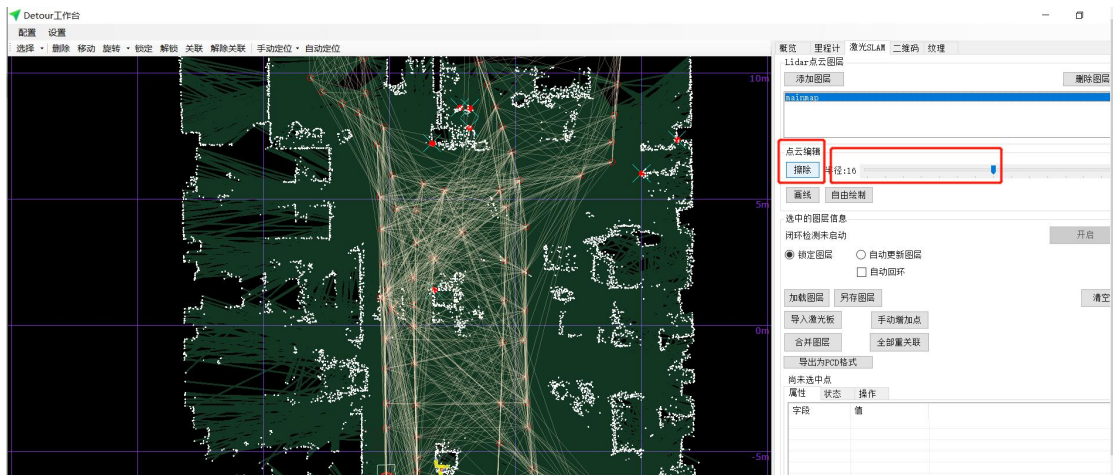 Detour工作台
配置 设置
选择 删除 移动 旋转 锁定 解锁 关联 解除关联 手动定位 自动定位
概览 里程计 激光SLAM 二维码 纹理
Lidar点云图层
添加图层 删除图层
mainmap
点云编辑
擦除 半径:16
画线 自由绘制
选中的图层信息
闭环检测未启动 开启
锁定图层 自动更新图层
自动回环
加载图层 另存图层 清空
导入激光板 手动增加点
合并图层 全部重关联
导出为PCD格式
尚未选中点
属性 状态 操作
字段 值
10m
5m
0m
-5m